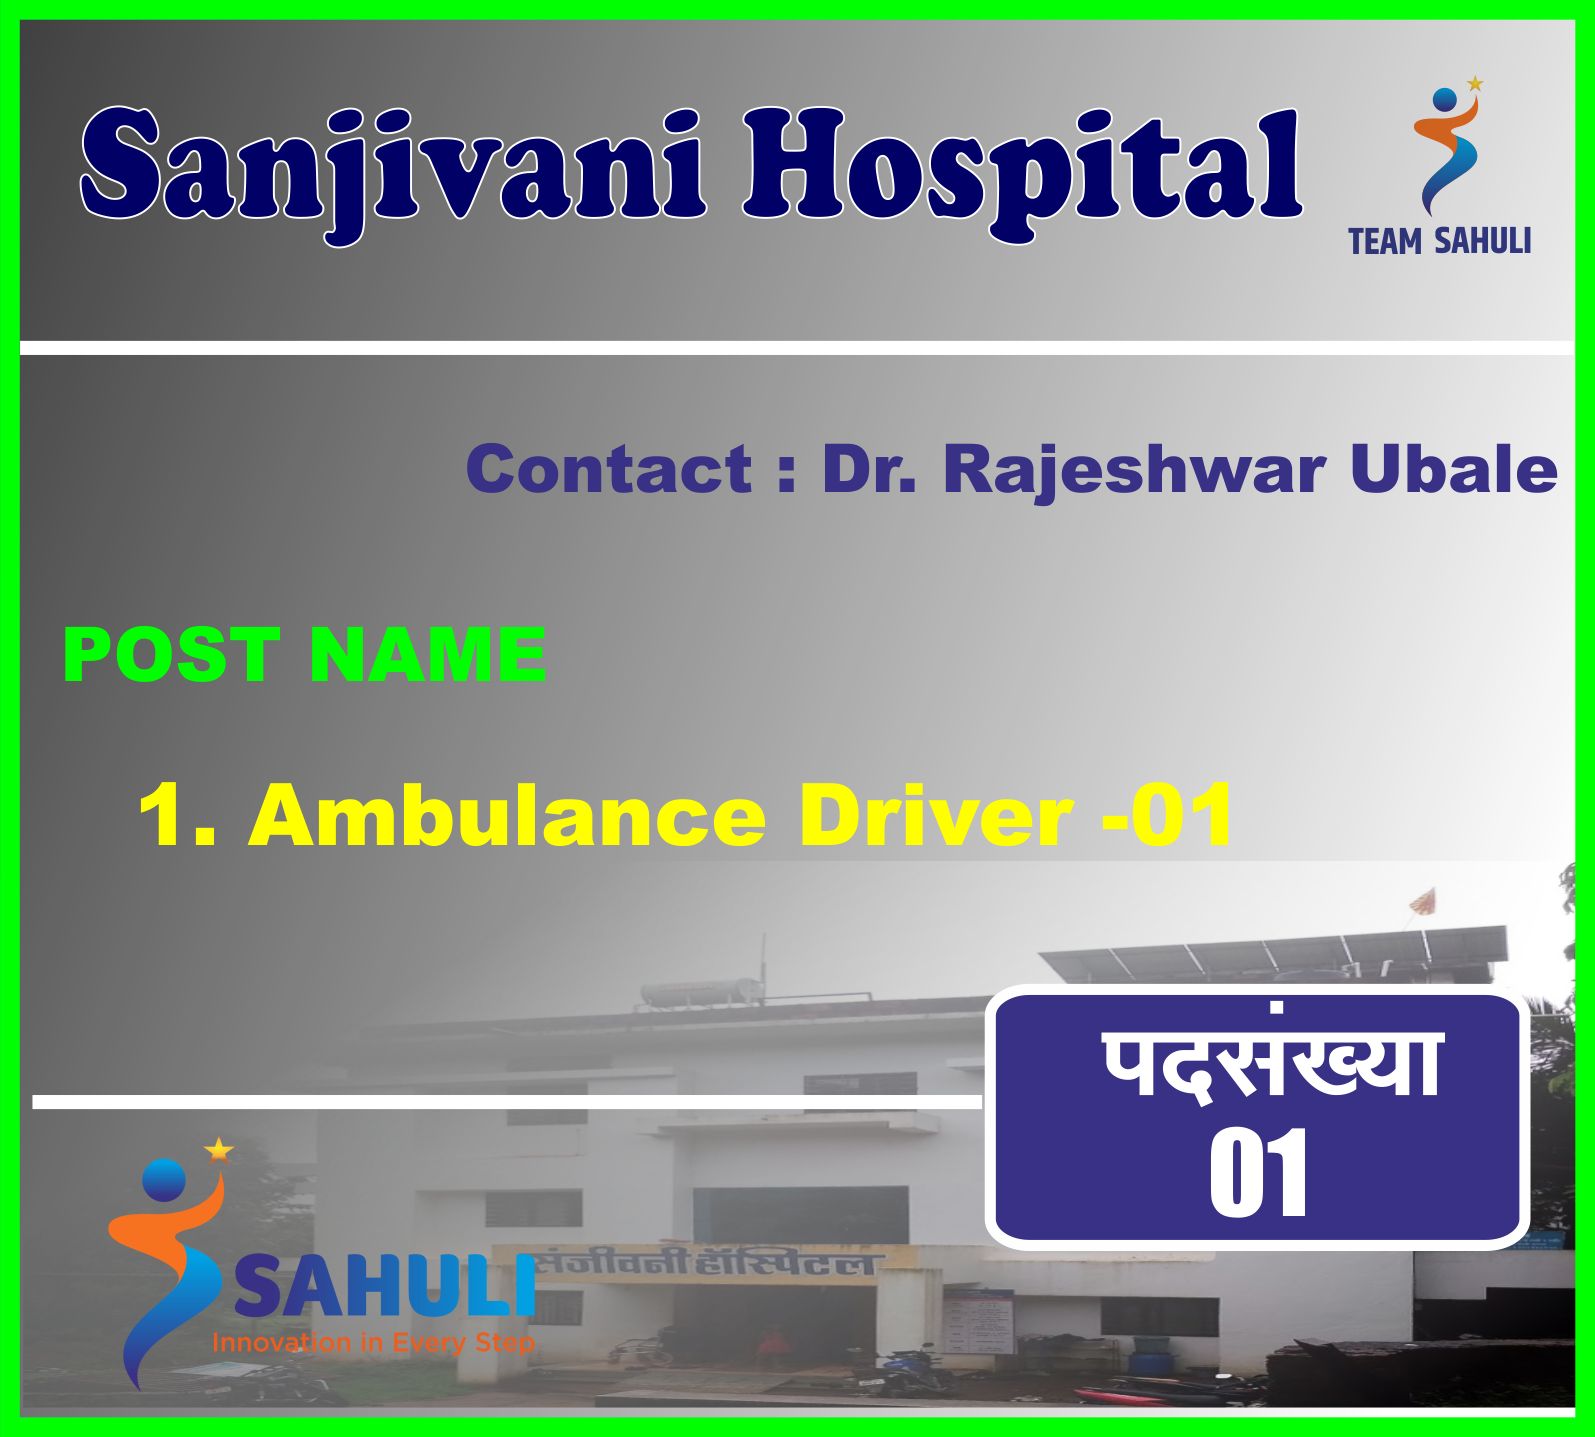 Sanjivani Hospital
TEAM SAHULI
Contact : Dr. Rajeshwar Ubale
POST NAME
1. Ambulance Driver -01
पदसंख्या
01
संजीवनी हॉस्पिटल
SAHULI
Innovation in Every Step